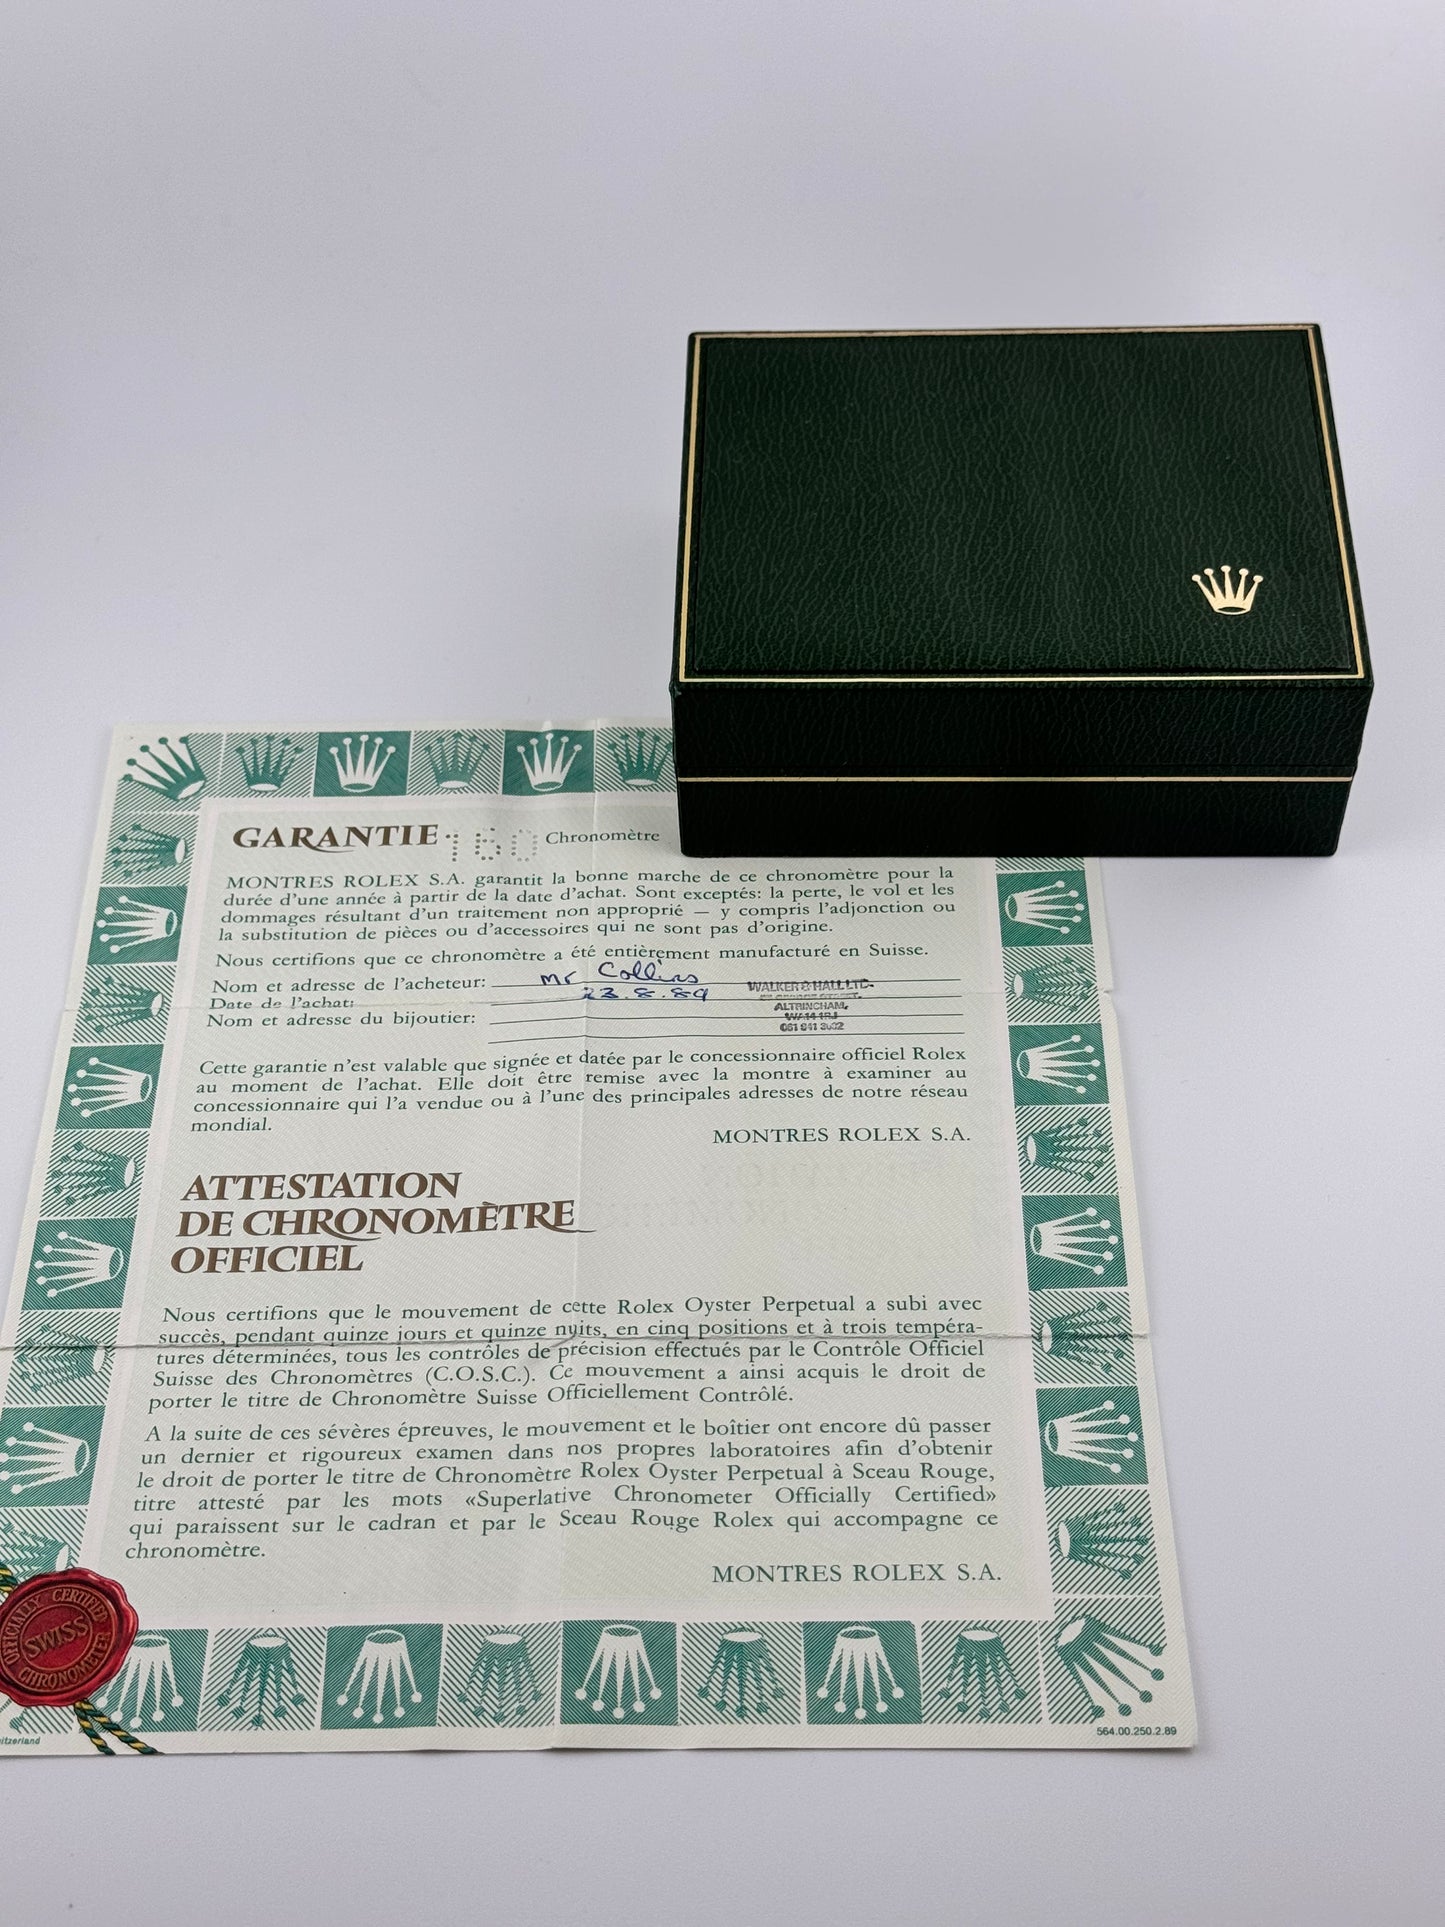 GARANTIE 160 Chronomètre
MONTRES ROLEX S.A. garantit la bonne marche de ce chronomètre pour la
durée d'une année à partir de la date d'achat. Sont exceptés: la perte, le vol et les
dommages résultant d'un traitement non approprié — y compris l'adjonction ou
la substitution de pièces ou d'accessoires qui ne sont pas d'origine.
Nous certifions que ce chronomètre a été entièrement manufacturé en Suisse.
Nom et adresse de l'acheteur: Mr Collins
Date de l'achat: 23.8.89
Nom et adresse du bijoutier:
WALKER & HALL LTD.
ALTRINCHAM,
WA14 1RJ
061 941
Cette garantie n'est valable que signée et datée par le concessionnaire officiel Rolex
au moment de l'achat. Elle doit être remise avec la montre à examiner au
concessionnaire qui l'a vendue ou à l'une des principales adresses de notre réseau
mondial.
MONTRES ROLEX S.A.
ATTESTATION
DE CHRONOMÈTRE
OFFICIEL
Nous certifions que le mouvement de cette Rolex Oyster Perpetual a subi avec
succès, pendant quinze jours et quinze nuits, en cinq positions et à trois tempéra-
tures déterminées, tous les contrôles de précision effectués par le Contrôle Officiel
Suisse des Chronomètres (C.O.S.C.). Ce mouvement a ainsi acquis le droit de
porter le titre de Chronomètre Suisse Officiellement Contrôlé.
A la suite de ces sévères épreuves, le mouvement et le boîtier ont encore dû passer
un dernier et rigoureux examen dans nos propres laboratoires afin d'obtenir
le droit de porter le titre de Chronomètre Rolex Oyster Perpetual à Sceau Rouge,
titre attesté par les mots «Superlative Chronometer Officially Certified»
qui paraissent sur le cadran et par le Sceau Rouge Rolex qui accompagne ce
chronomètre.
MONTRES ROLEX S.A.
OFFICIALLY CERTIFIED
SWISS
CHRONOMETER
itzerland
564.00.250.2.89